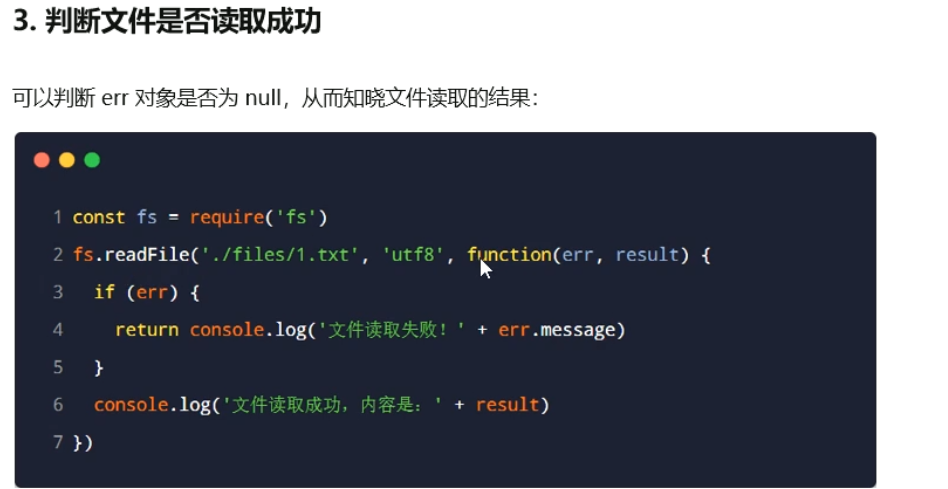 3. 判断文件是否读取成功
可以判断 err 对象是否为 null，从而知晓文件读取的结果：
1 const fs = require('fs')
2 fs.readFile('./files/1.txt', 'utf8', function(err, result) {
3   if (err) {
4     return console.log('文件读取失败！' + err.message)
5   }
6   console.log('文件读取成功，内容是：' + result)
7 })